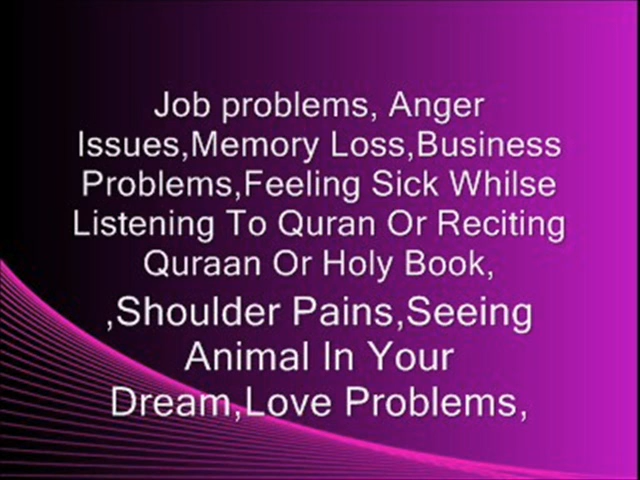 Job problems, Anger
Issues,Memory Loss,Business
Problems,Feeling Sick Whilse
Listening To Quran Or Reciting
Quraan Or Holy Book,
,Shoulder Pains,Seeing
Animal In Your
Dream,Love Problems,